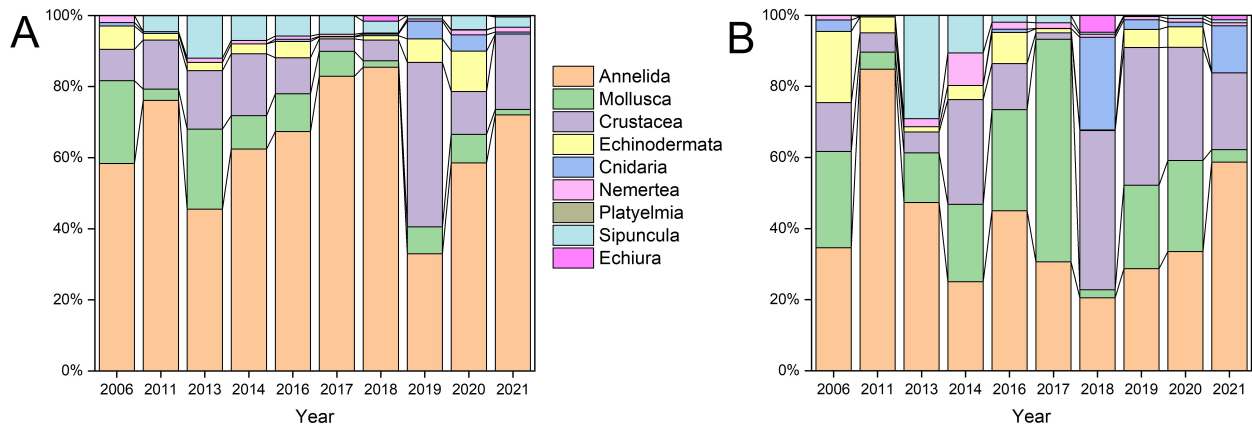 A
100%
80%
60%
40%
20%
0%
2006 2011 2013 2014 2016 2017 2018 2019 2020 2021
Year
Annelida
Mollusca
Crustacea
Echinodermata
Cnidaria
Nemertea
Platyelmia
Sipuncula
Echiura
B
100%
80%
60%
40%
20%
0%
2006 2011 2013 2014 2016 2017 2018 2019 2020 2021
Year